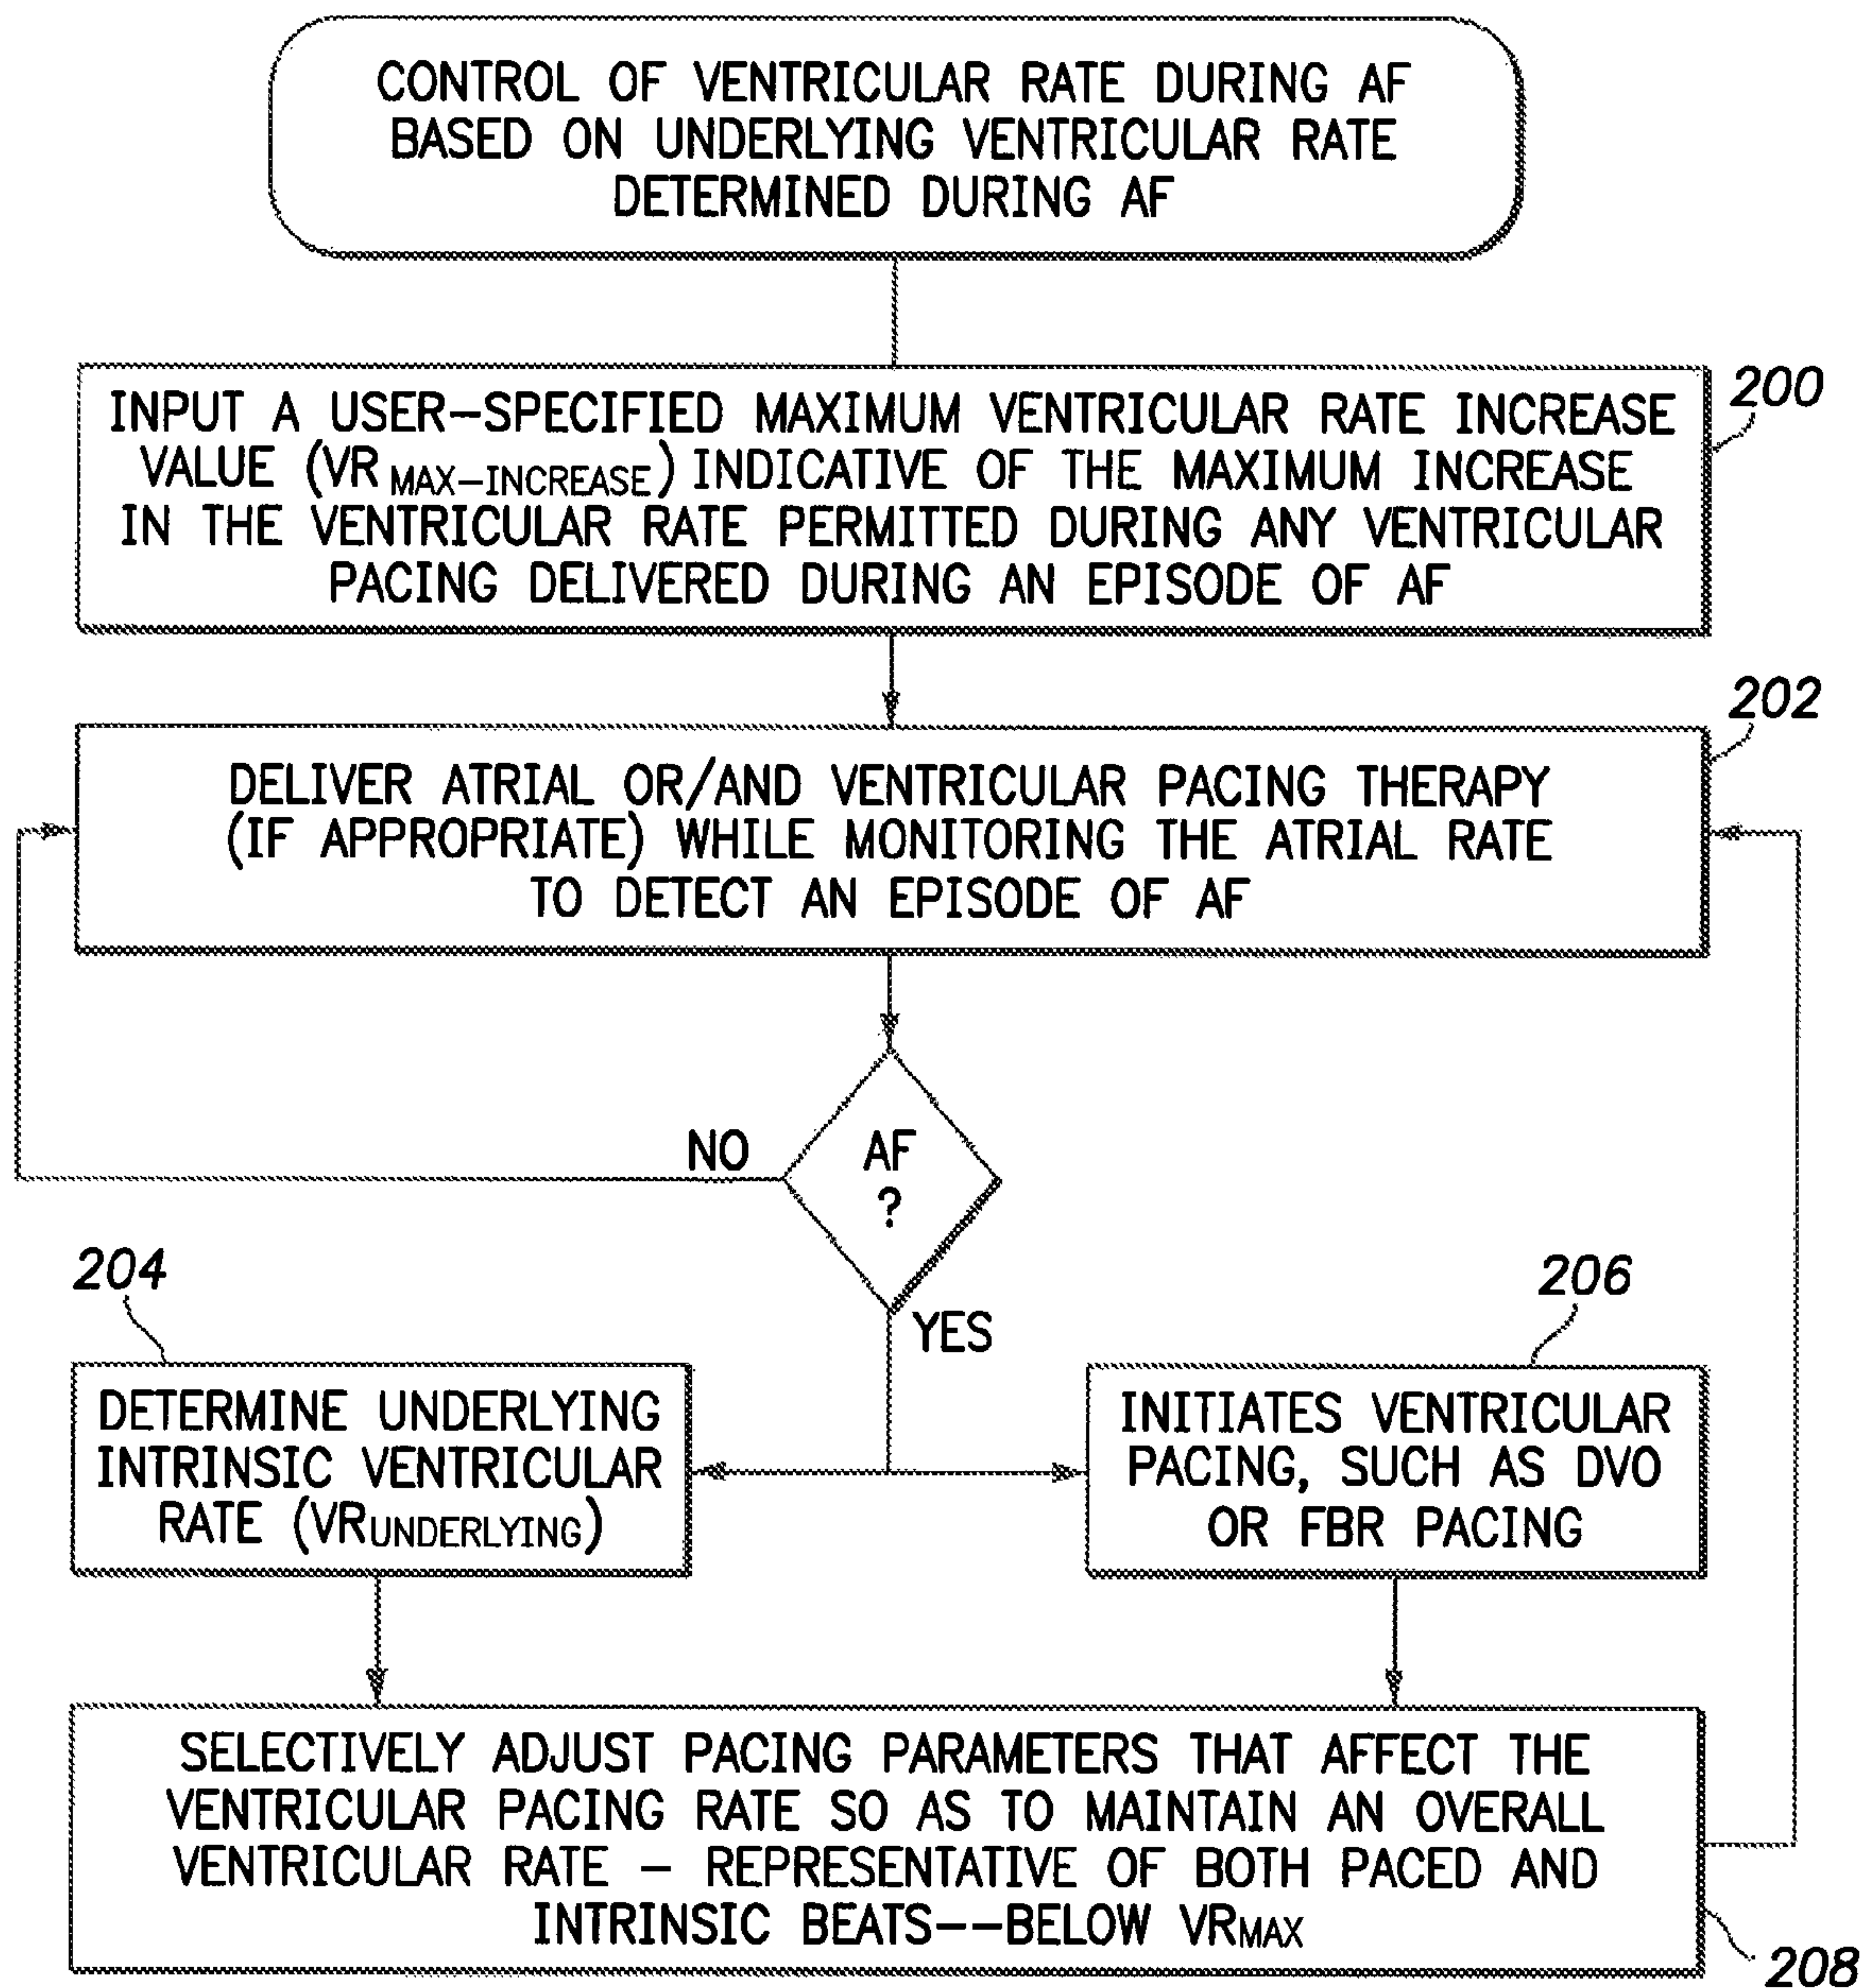 CONTROL OF VENTRICULAR RATE DURING AF
BASED ON UNDERLYING VENTRICULAR RATE
DETERMINED DURING AF
200
INPUT A USER-SPECIFIED MAXIMUM VENTRICULAR RATE INCREASE
VALUE (VR MAX-INCREASE) INDICATIVE OF THE MAXIMUM INCREASE
IN THE VENTRICULAR RATE PERMITTED DURING ANY VENTRICULAR
PACING DELIVERED DURING AN EPISODE OF AF
202
DELIVER ATRIAL OR/AND VENTRICULAR PACING THERAPY
(IF APPROPRIATE) WHILE MONITORING THE ATRIAL RATE
TO DETECT AN EPISODE OF AF
NO
AF
?
YES
204
DETERMINE UNDERLYING
INTRINSIC VENTRICULAR
RATE (VRUNDERLYING)
206
INITIATES VENTRICULAR
PACING, SUCH AS DVO
OR FBR PACING
SELECTIVELY ADJUST PACING PARAMETERS THAT AFFECT THE
VENTRICULAR PACING RATE SO AS TO MAINTAIN AN OVERALL
VENTRICULAR RATE – REPRESENTATIVE OF BOTH PACED AND
INTRINSIC BEATS--BELOW VRMAX
208